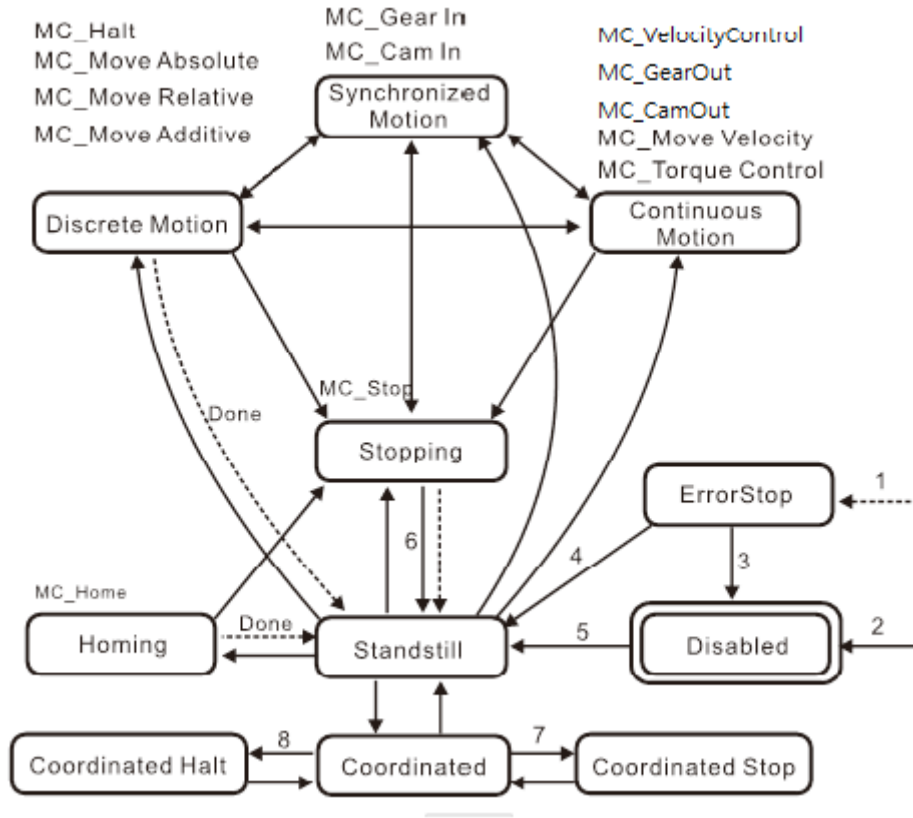 MC_Halt
MC_Move Absolute
MC_Move Relative
MC_Move Additive
MC_Gear In
MC_Cam In
MC_VelocityControl
MC_GearOut
MC_CamOut
MC_Move Velocity
MC_Torque Control
Synchronized
Motion
Discrete Motion
Continuous
Motion
MC_Stop
Done
Stopping
ErrorStop
1
6
4
3
MC_Home
Homing
Done
Standstill
5
Disabled
2
Coordinated Halt
8
Coordinated
7
Coordinated Stop